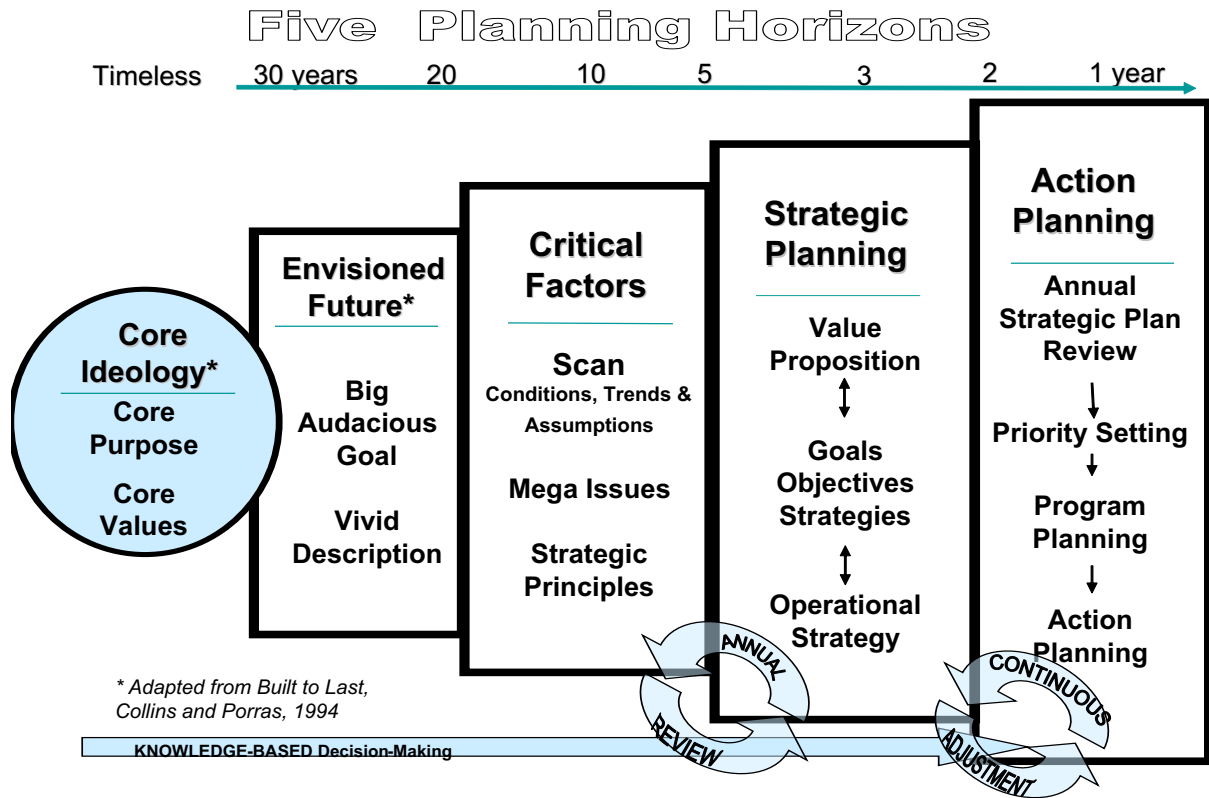 Five Planning Horizons
Timeless 30 years 20 10 5 3 2 1 year
Core
Ideology*
Core
Purpose
Core
Values
Envisioned
Future*
Big
Audacious
Goal
Vivid
Description
Critical
Factors
Scan
Conditions, Trends &
Assumptions
Mega Issues
Strategic
Principles
Strategic
Planning
Value
Proposition
Goals
Objectives
Strategies
Operational
Strategy
Action
Planning
Annual
Strategic Plan
Review
Priority Setting
Program
Planning
Action
Planning
ANNUAL
REVIEW
CONTINUOUS
ADJUSTMENT
* Adapted from Built to Last,
Collins and Porras, 1994
KNOWLEDGE-BASED Decision-Making